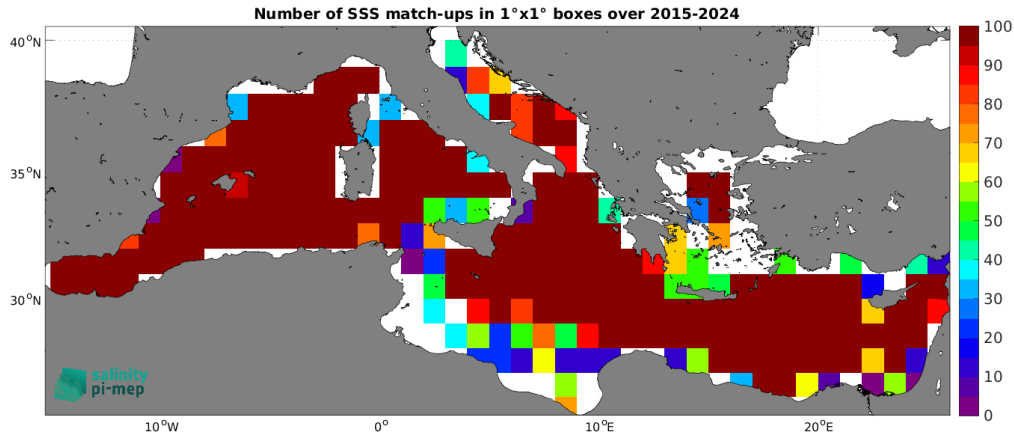 Number of SSS match-ups in 1°x1° boxes over 2015-2024
40°N
35°N
30°N
10°W
0°
10°E
20°E
100
90
80
70
60
50
40
30
20
10
0
salinity
pi-mep